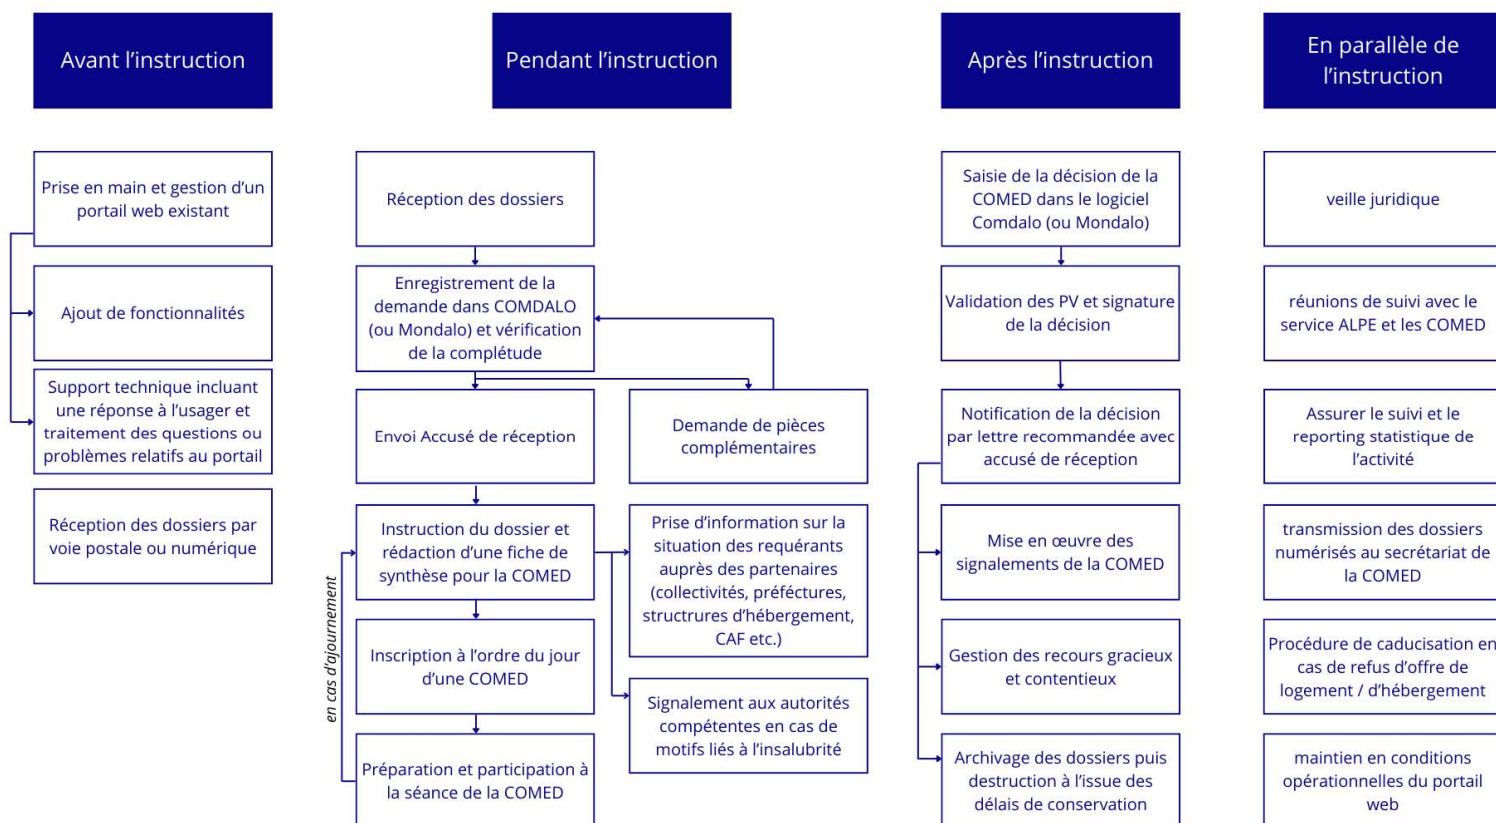 Avant l’instruction
Pendant l’instruction
Après l’instruction
En parallèle de
l’instruction
Prise en main et gestion d’un
portail web existant
Ajout de fonctionnalités
Support technique incluant
une réponse à l’usager et
traitement des questions ou
problèmes relatifs au portail
Réception des dossiers par
voie postale ou numérique
Réception des dossiers
Enregistrement de la
demande dans COMDALO
(ou Mondalo) et vérification
de la complétude
Envoi Accusé de réception
Demande de pièces
complémentaires
Instruction du dossier et
rédaction d’une fiche de
synthèse pour la COMED
Prise d’information sur la
situation des requérants
auprès des partenaires
(collectivités, préféctures,
structrures d’hébergement,
CAF etc.)
en cas d’ajournement
Inscription à l’ordre du jour
d’une COMED
Signalement aux autorités
compétentes en cas de
motifs liés à l’insalubrité
Préparation et participation à
la séance de la COMED
Saisie de la décision de la
COMED dans le logiciel
Comdalo (ou Mondalo)
Validation des PV et signature
de la décision
Notification de la décision
par lettre recommandée avec
accusé de réception
Mise en œuvre des
signalements de la COMED
Gestion des recours gracieux
et contentieux
Archivage des dossiers puis
destruction à l’issue des
délais de conservation
veille juridique
réunions de suivi avec le
service ALPE et les COMED
Assurer le suivi et le
reporting statistique de
l’activité
transmission des dossiers
numérisés au secrétariat de
la COMED
Procédure de caducisation en
cas de refus d’offre de
logement / d’hébergement
maintien en conditions
opérationnelles du portail
web